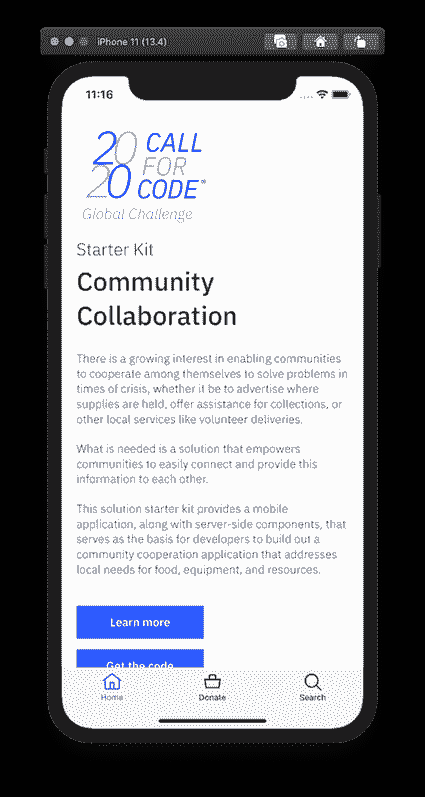 iPhone 11 (13.4)
11:16
2020 CALL
FOR
CODE®
Global Challenge
Starter Kit
Community
Collaboration
There is a growing interest in enabling communities
to cooperate among themselves to solve problems in
times of crisis, whether it be to advertise where
supplies are held, offer assistance for collections, or
other local services like volunteer deliveries.
What is needed is a solution that empowers
communities to easily connect and provide this
information to each other.
This solution starter kit provides a mobile
application, along with server-side components, that
serves as the basis for developers to build out a
community cooperation application that addresses
local needs for food, equipment, and resources.
Learn more
Get the code
Home
Donate
Search